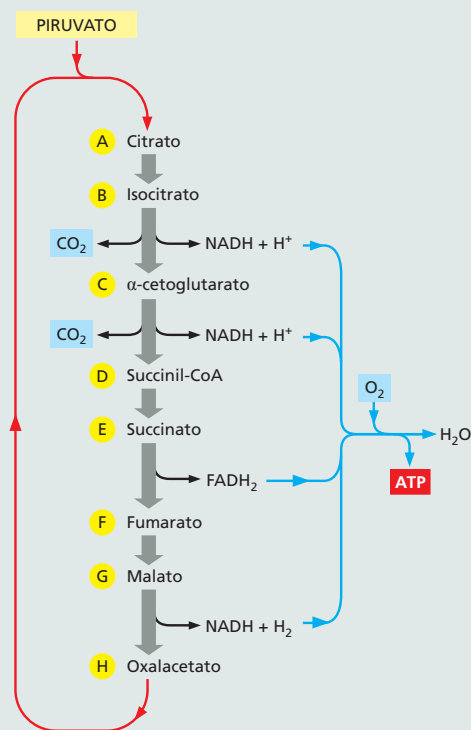 PIRUVATO
A Citrato
B Isocitrato
CO₂ NADH + H⁺
C α-cetoglutarato
CO₂ NADH + H⁺
D Succinil-CoA
O₂
E Succinato
H₂O
FADH₂
ATP
F Fumarato
G Malato
NADH + H₂
H Oxalacetato